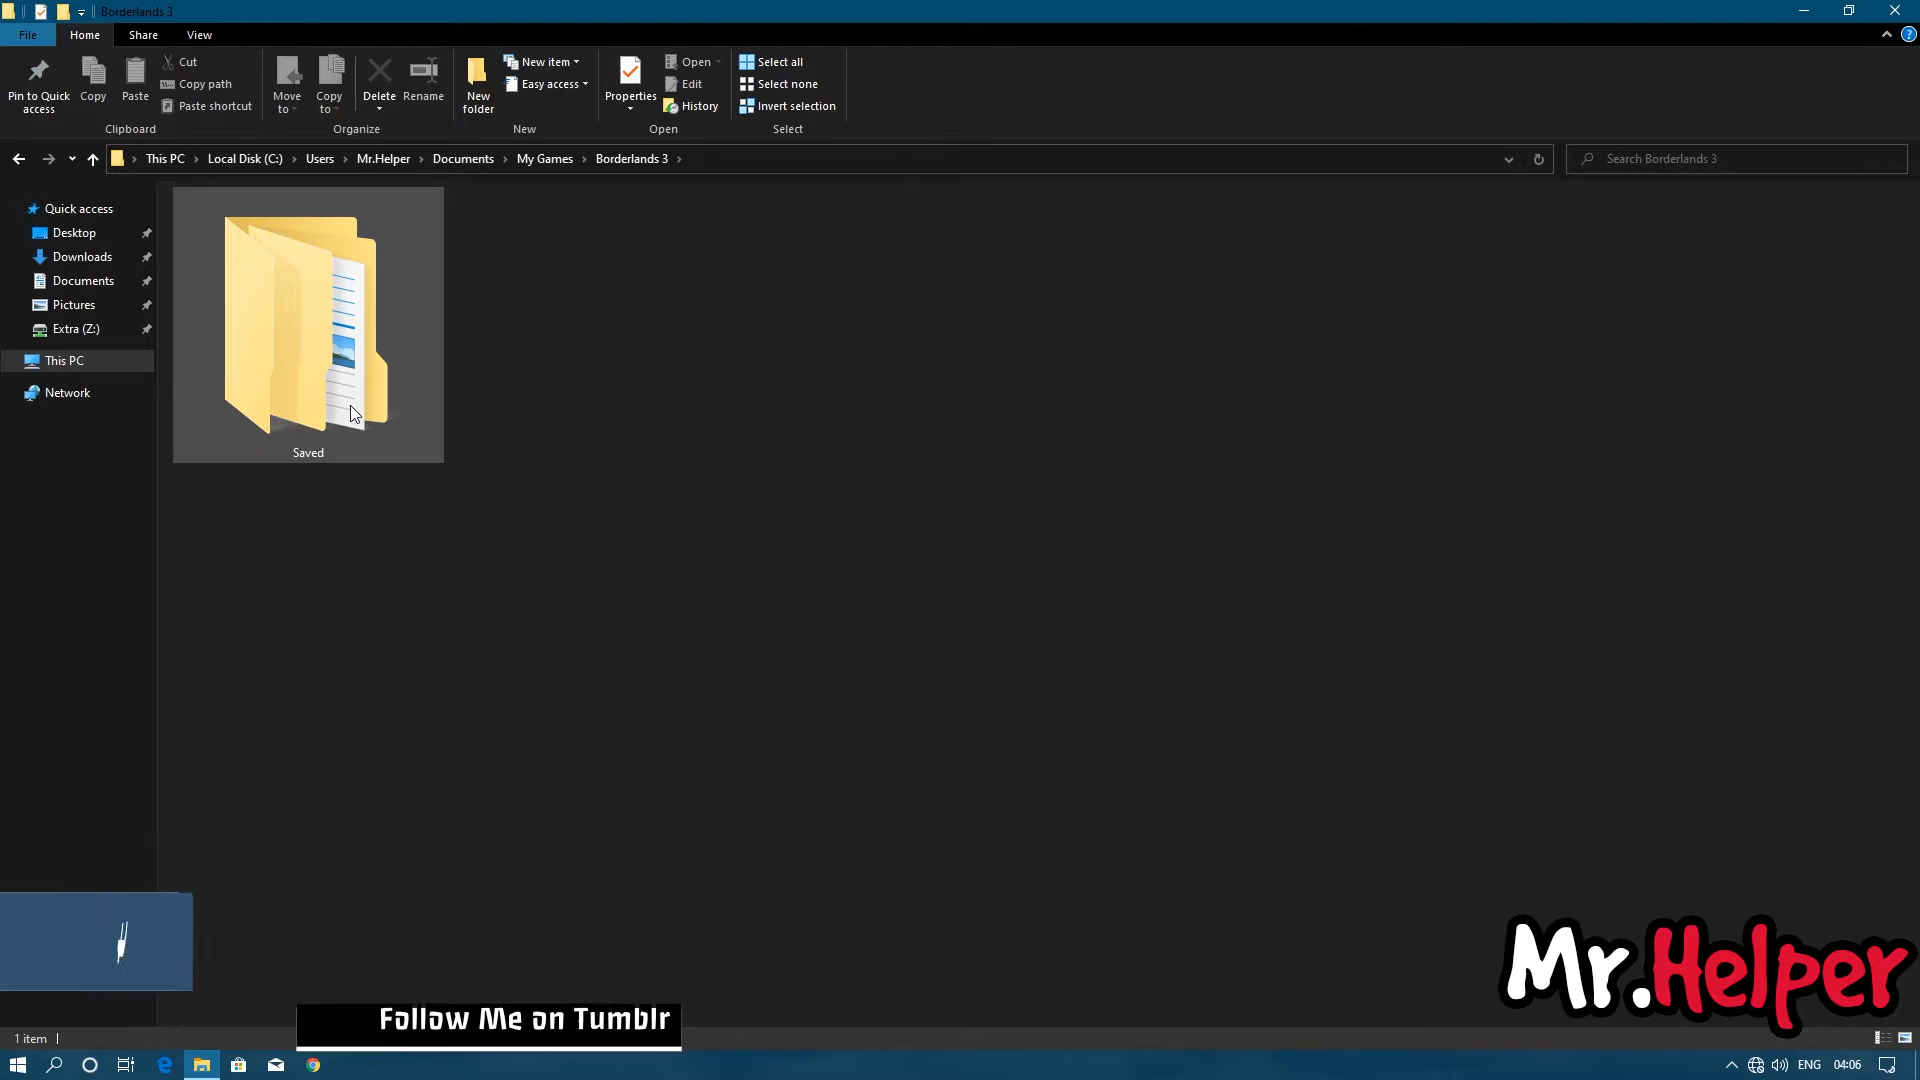 Borderlands 3
File Home Share View
Pin to Quick access
Copy
Paste
Cut
Copy path
Paste shortcut
Clipboard
Move to
Copy to
Delete
Rename
Organize
New folder
New item
Easy access
New
Properties
Open
Edit
History
Open
Select all
Select none
Invert selection
Select
This PC Local Disk (C:) Users Mr.Helper Documents My Games Borderlands 3
Search Borderlands 3
Quick access
Desktop
Downloads
Documents
Pictures
Extra (Z:)
This PC
Network
Saved
Mr.Helper
Follow Me on Tumblr
1 item
ENG 04:06